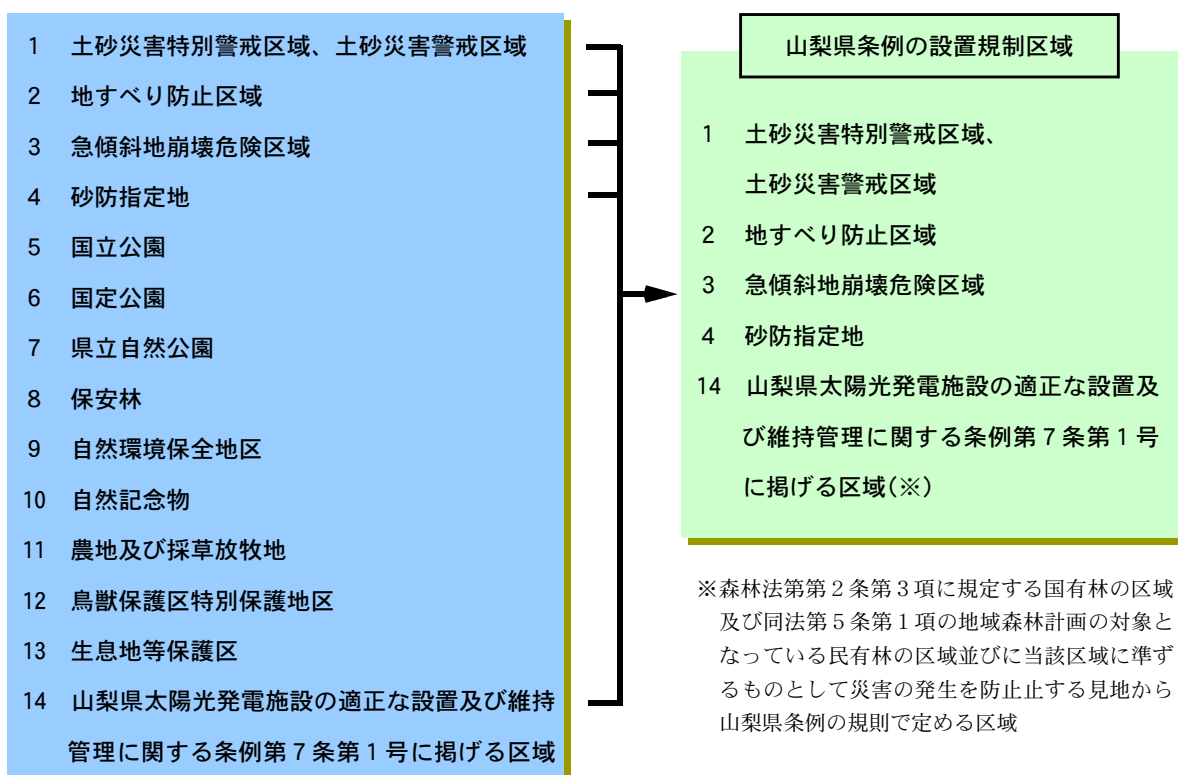 1 土砂災害特別警戒区域、土砂災害警戒区域
2 地すべり防止区域
3 急傾斜地崩壊危険区域
4 砂防指定地
5 国立公園
6 国定公園
7 県立自然公園
8 保安林
9 自然環境保全地区
10 自然記念物
11 農地及び採草放牧地
12 鳥獣保護区特別保護地区
13 生息地等保護区
14 山梨県太陽光発電施設の適正な設置及び維持
管理に関する条例第7条第1号に掲げる区域
山梨県条例の設置規制区域
1 土砂災害特別警戒区域、
土砂災害警戒区域
2 地すべり防止区域
3 急傾斜地崩壊危険区域
4 砂防指定地
14 山梨県太陽光発電施設の適正な設置及
び維持管理に関する条例第7条第1号
に掲げる区域(※)
※森林法第第2条第3項に規定する国有林の区域
及び同法第5条第1項の地域森林計画の対象と
なっている民有林の区域並びに当該区域に準ず
るものとして災害の発生を防止止する見地から
山梨県条例の規則で定める区域